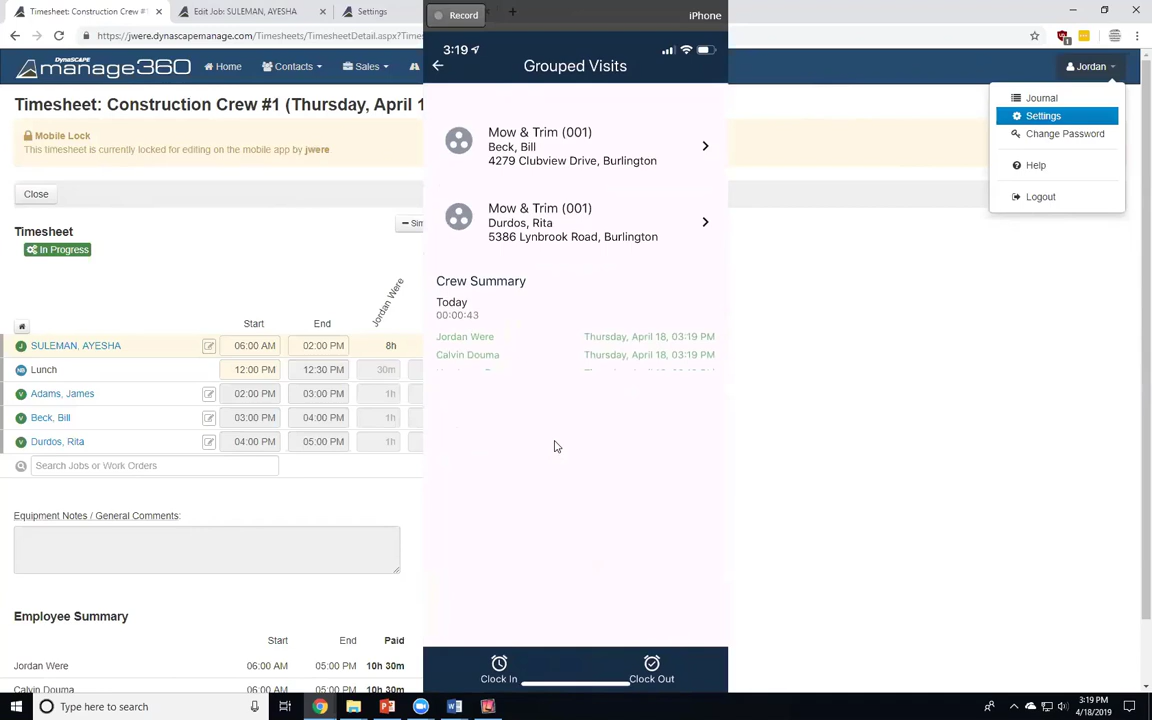 Timesheet: Construction Crew #1
Edit Job: SULEMAN, AYESHA
Settings
https://jwere.dynascapemanage.com/Timesheets/TimesheetDetail.aspx?Times
DynaSCAPE
manage360
Home
Contacts
Sales
Jordan
Journal
Settings
Change Password
Help
Logout
Timesheet: Construction Crew #1 (Thursday, April 1
Mobile Lock
This timesheet is currently locked for editing on the mobile app by jwere.
Close
Timesheet
In Progress
Jordan Were
Start End
SULEMAN, AYESHA 06:00 AM 02:00 PM 8h
Lunch 12:00 PM 12:30 PM 30m
Adams, James 02:00 PM 03:00 PM 1h
Beck, Bill 03:00 PM 04:00 PM 1h
Durdos, Rita 04:00 PM 05:00 PM 1h
Search Jobs or Work Orders
Equipment Notes / General Comments:
Employee Summary
Start End Paid
Jordan Were 06:00 AM 05:00 PM 10h 30m
Calvin Douma 06:00 AM 05:00 PM 10h 30m
Record
iPhone
3:19
Grouped Visits
Mow & Trim (001)
Beck, Bill
4279 Clubview Drive, Burlington
Mow & Trim (001)
Durdos, Rita
5386 Lynbrook Road, Burlington
Crew Summary
Today
00:00:43
Jordan Were Thursday, April 18, 03:19 PM
Calvin Douma Thursday, April 18, 03:19 PM
Clock In
Clock Out
Type here to search
3:19 PM
4/18/2019